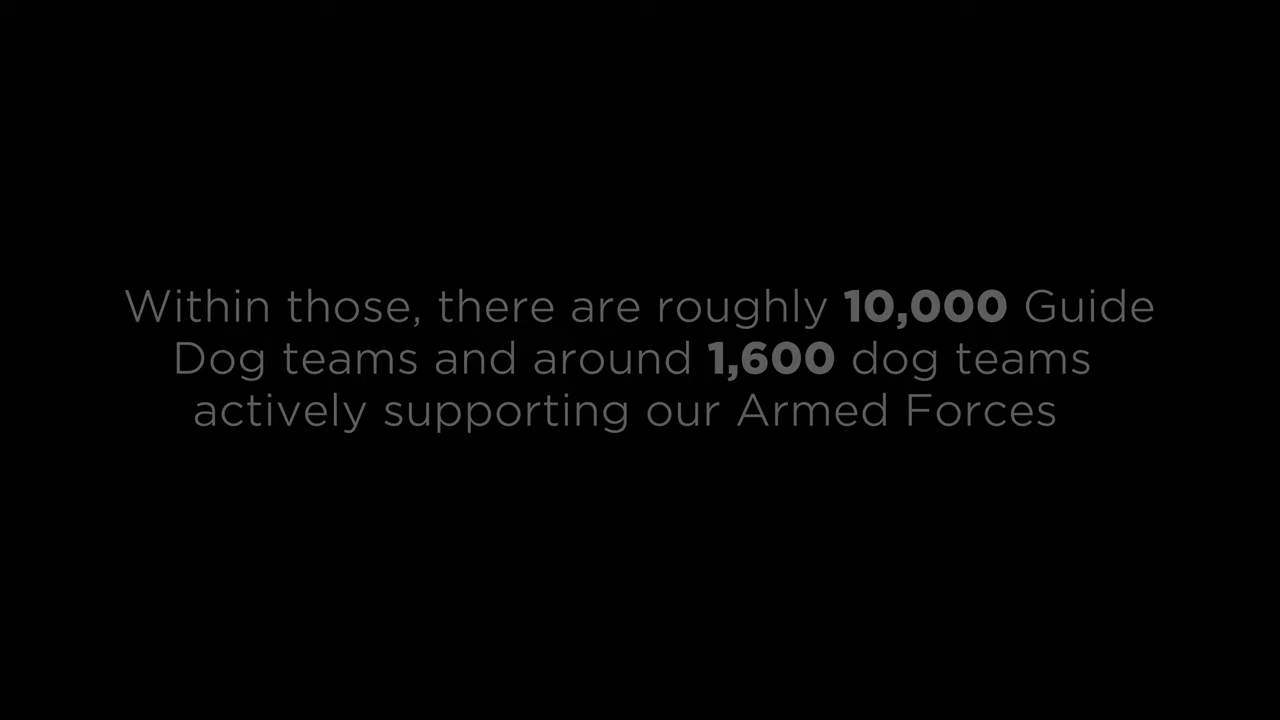 Within those, there are roughly 10,000 Guide
Dog teams and around 1,600 dog teams
actively supporting our Armed Forces